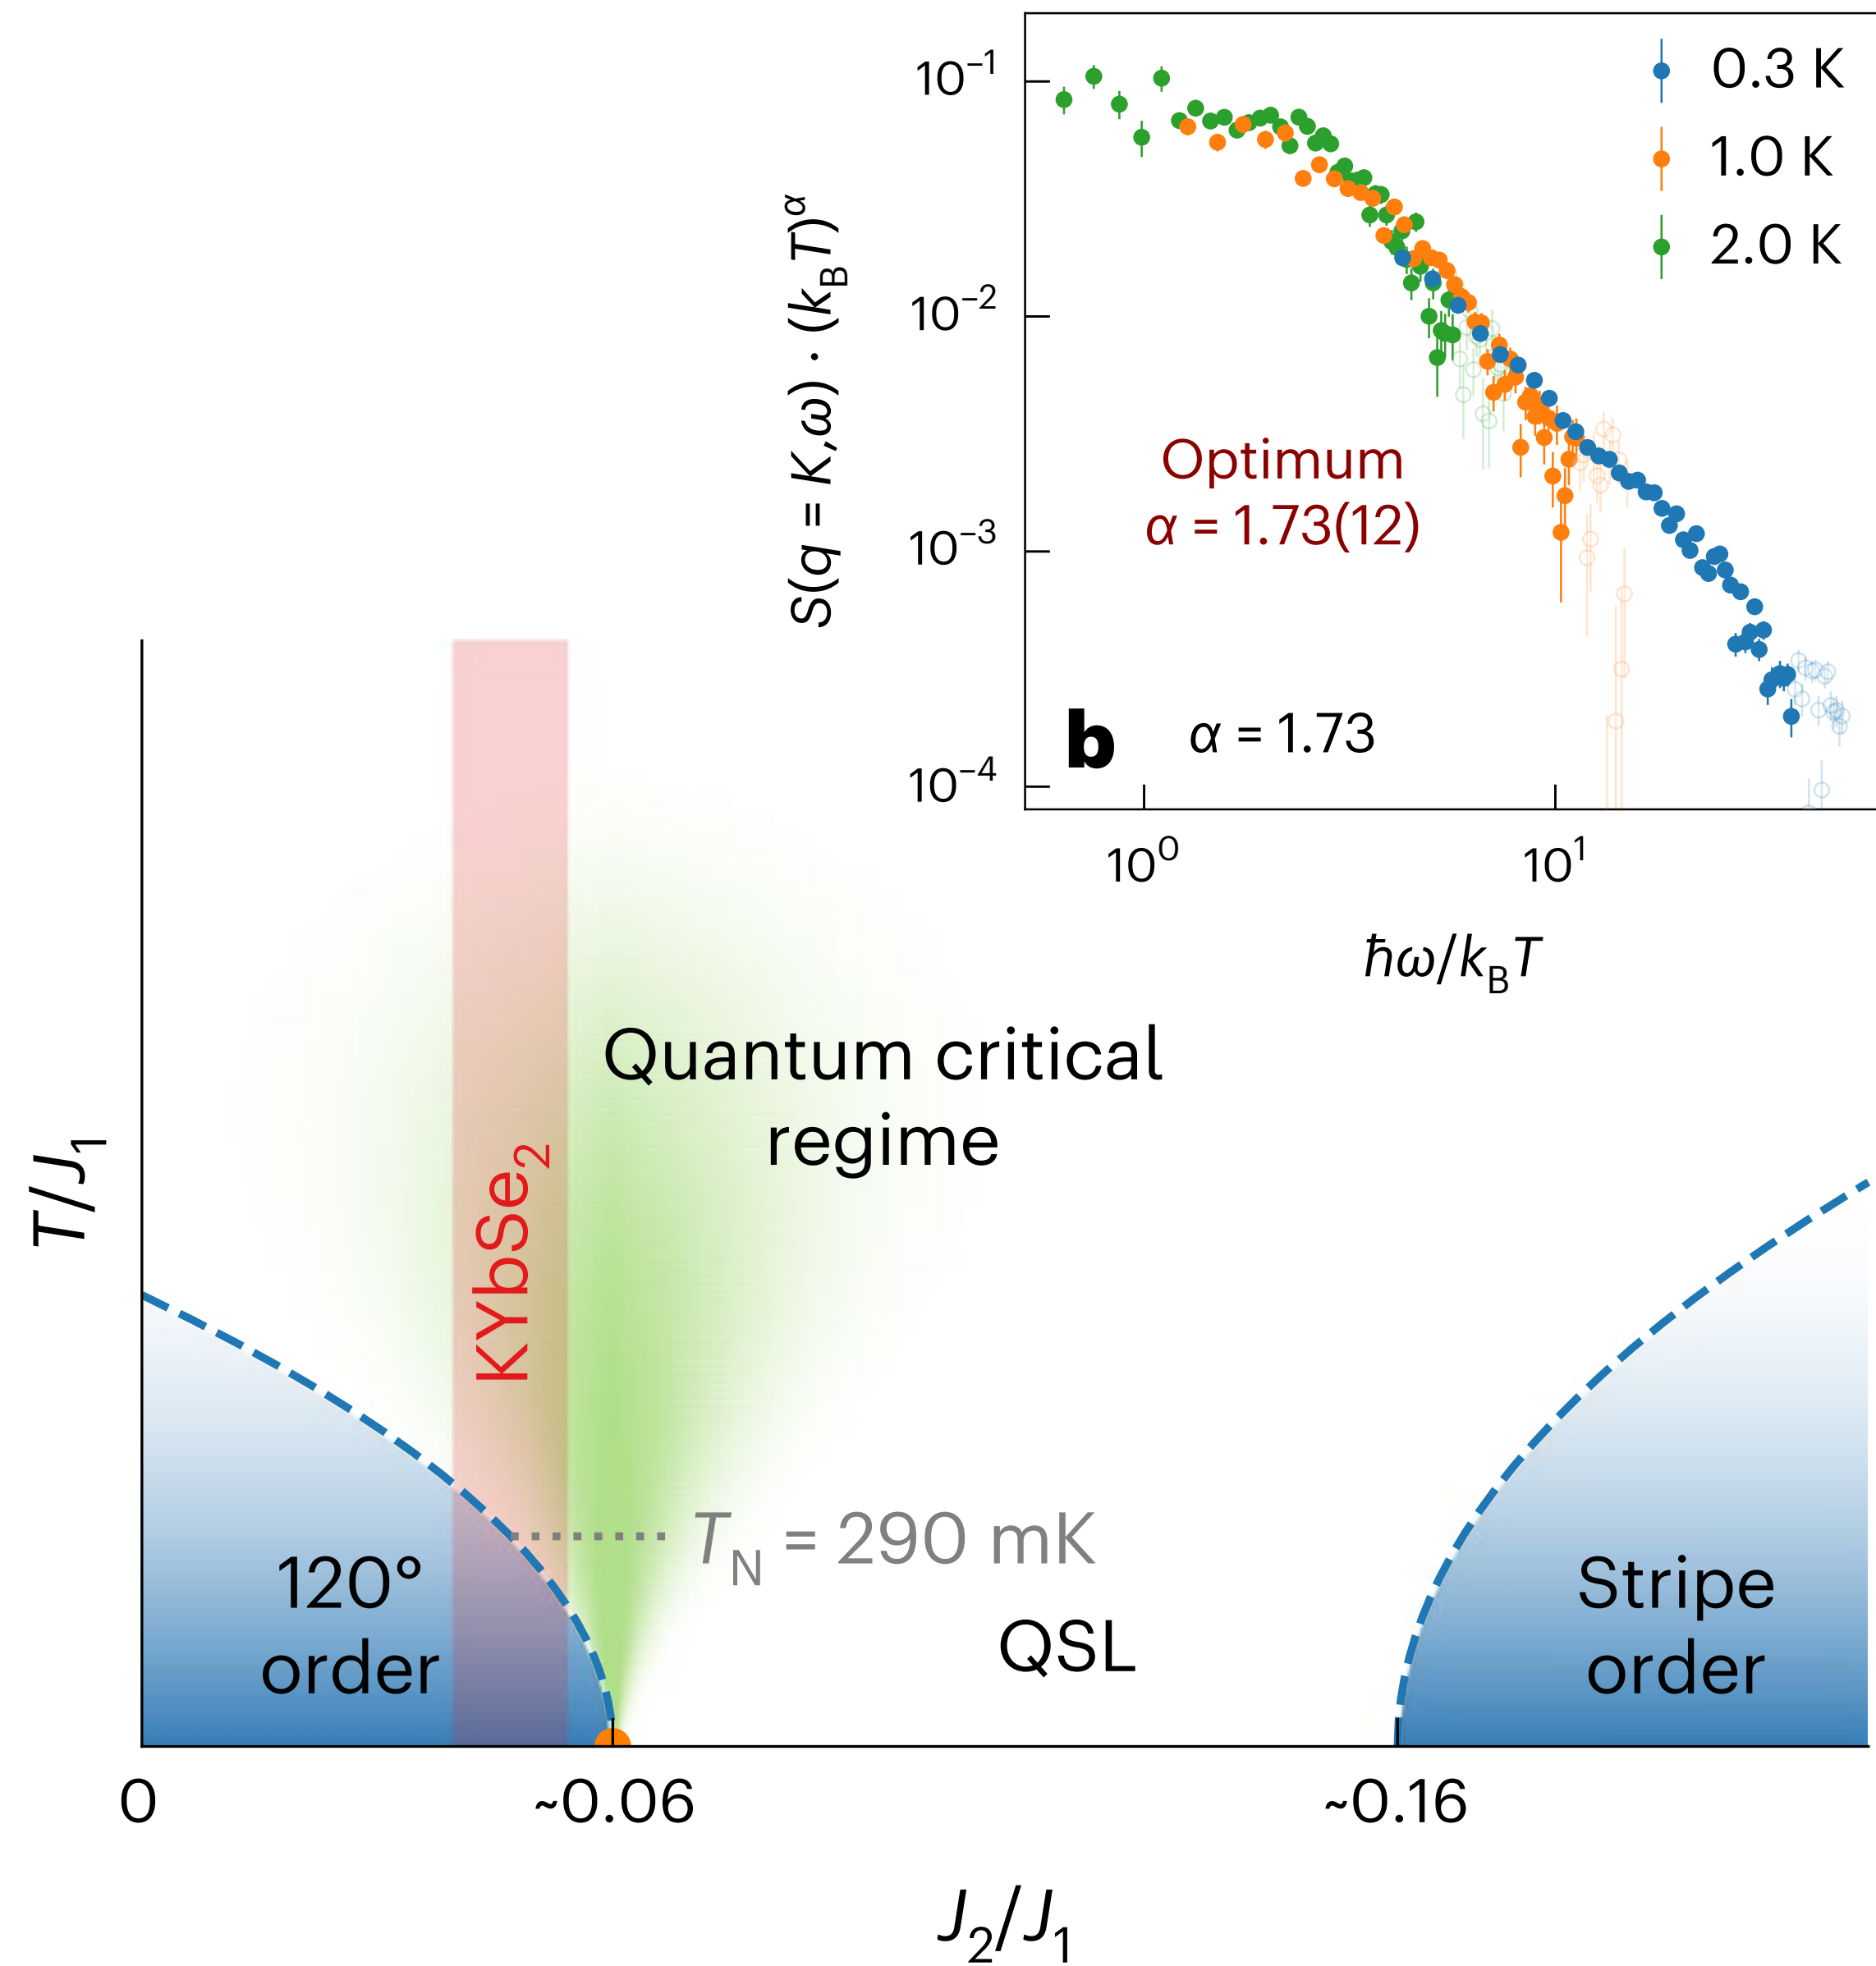 S(q = K,ω) · (k_BT)^α
10⁻¹
10⁻²
10⁻³
10⁻⁴
0.3 K
1.0 K
2.0 K
Optimum
α = 1.73(12)
b
α = 1.73
10⁰
10¹
ħω/k_BT
T/J₁
KYbSe₂
Quantum critical
regime
T_N = 290 mK
120°
order
QSL
Stripe
order
0
~0.06
~0.16
J₂/J₁